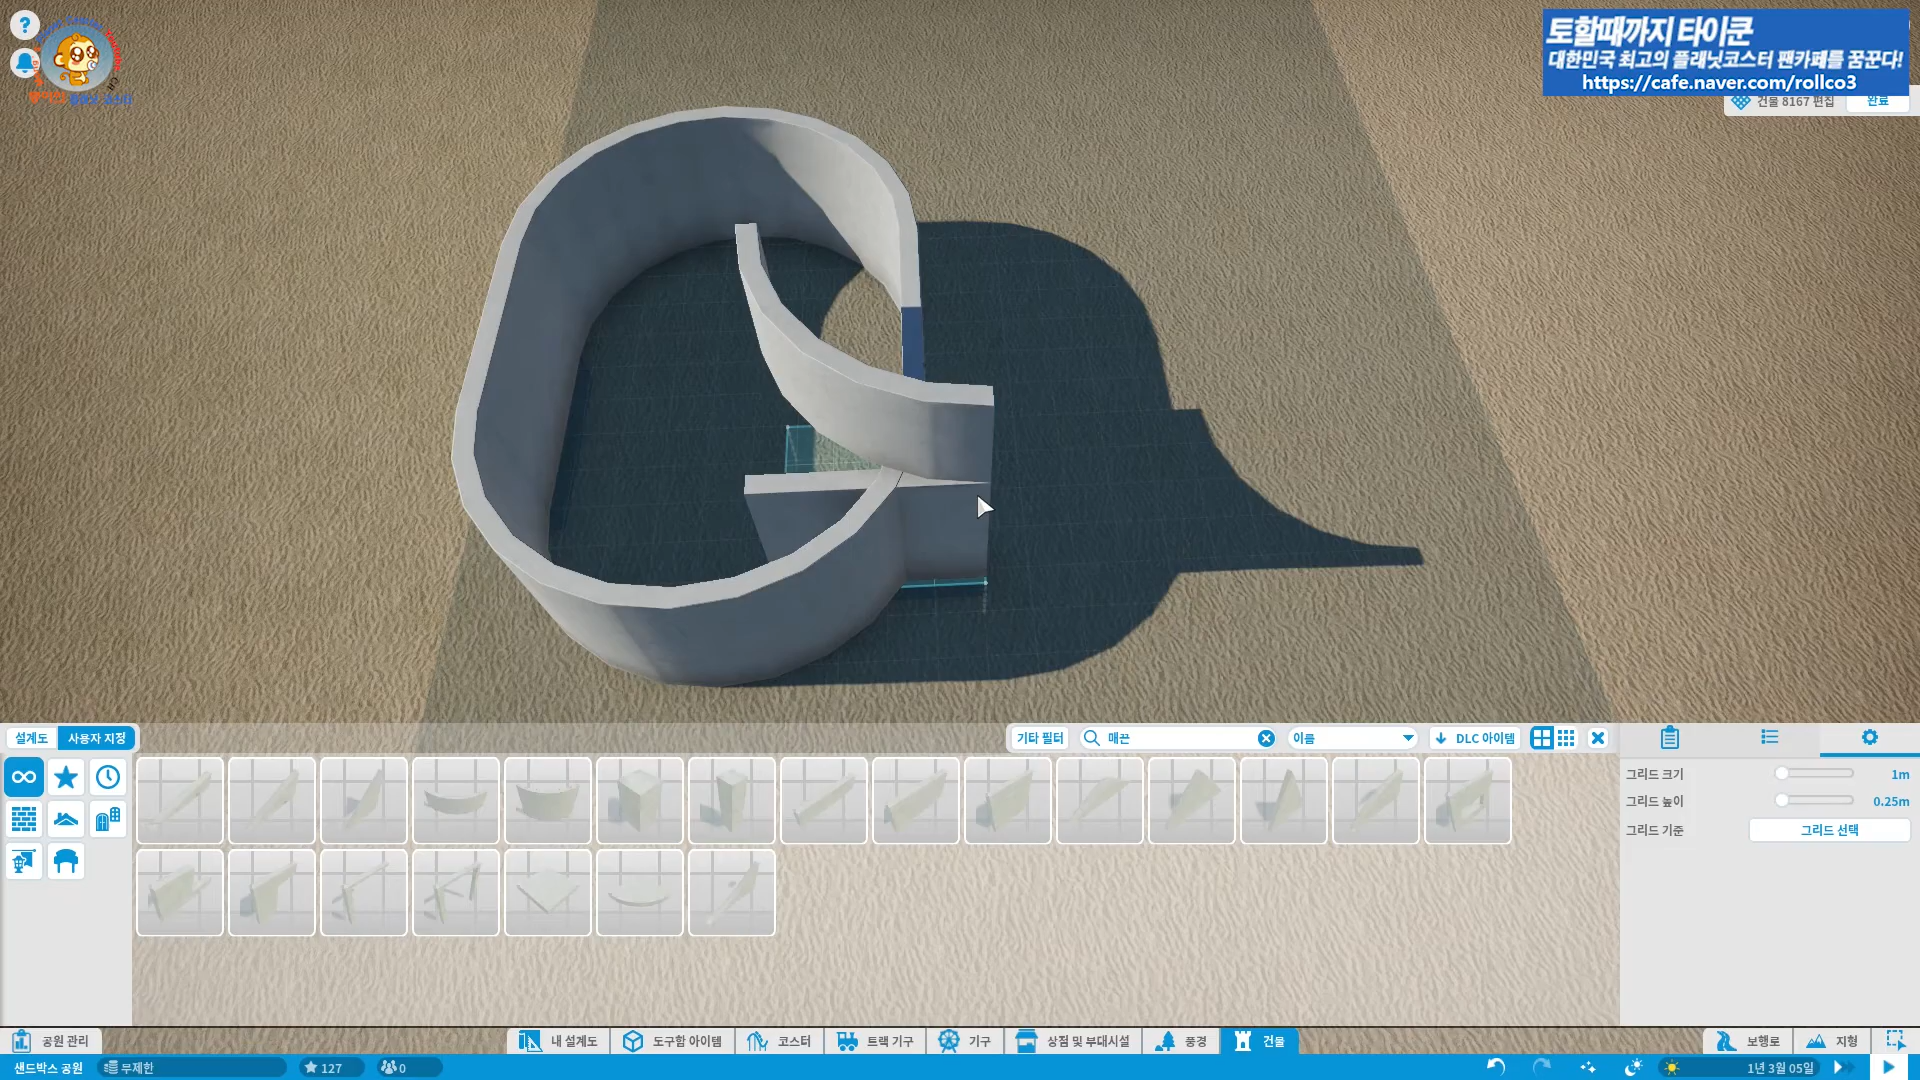 ?
토할때까지 타이쿤
대한민국 최고의 플래닛코스터 팬카페를 꿈꾼다!
https://cafe.naver.com/rollco3
건물 8167 편집
완료
설계도
사용자 지정
기타 필터
매끈
이름
DLC 아이템
그리드 크기
1m
그리드 높이
0.25m
그리드 기준
그리드 선택
공원 관리
내 설계도
도구함 아이템
코스터
트랙 기구
기구
상점 및 부대시설
풍경
건물
보행로
지형
샌드박스 공원
무제한
127
0
1년 3월 05일